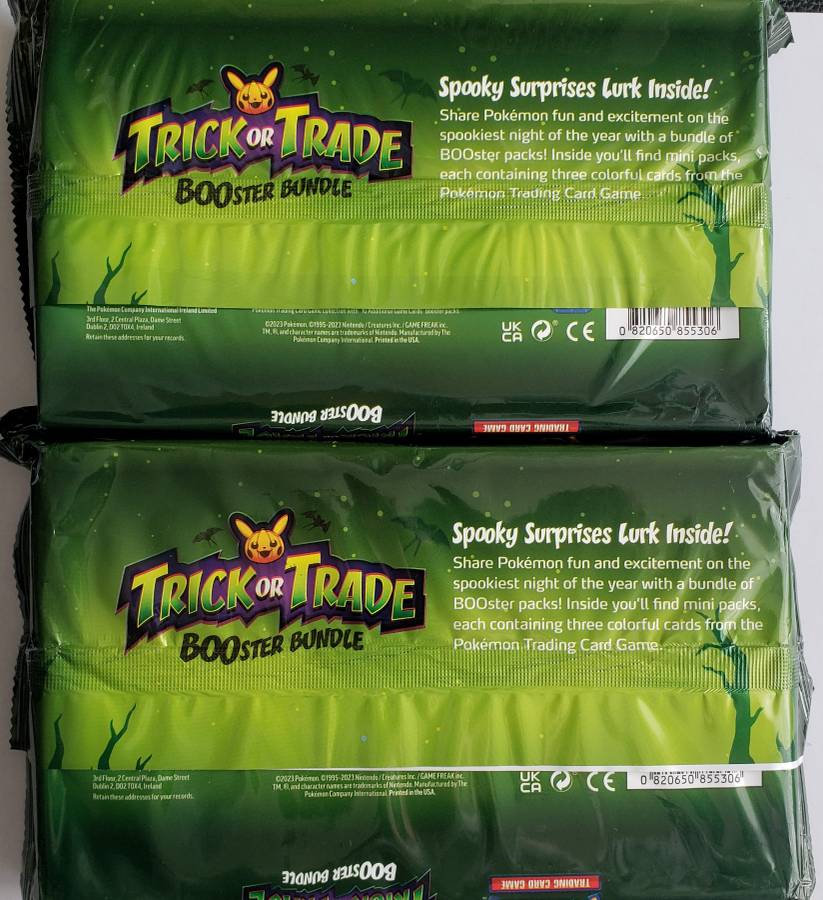 TRICK OR TRADE
BOOSTER BUNDLE
Spooky Surprises Lurk Inside!
Share Pokémon fun and excitement on the
spookiest night of the year with a bundle of
BOOster packs! Inside you'll find mini packs,
each containing three colorful cards from the
Pokémon Trading Card Game.
The Pokémon Company International Ireland Limited
3rd Floor, 2 Central Plaza, Dame Street
Dublin 2, D02 T0X4, Ireland
Retain these addresses for your records.
©2023 Pokémon. ©1995-2023 Nintendo / Creatures Inc. / GAME FREAK inc.
TM, ®, and character names are trademarks of Nintendo. Manufactured by The
Pokémon Company International. Printed in the USA.
UK
CA
CE
0 820650 855306
BOOSTER BUNDLE
TRADING CARD GAME
TRICK OR TRADE
BOOSTER BUNDLE
Spooky Surprises Lurk Inside!
Share Pokémon fun and excitement on the
spookiest night of the year with a bundle of
BOOster packs! Inside you'll find mini packs,
each containing three colorful cards from the
Pokémon Trading Card Game.
3rd Floor, 2 Central Plaza, Dame Street
Dublin 2, D02 T0X4, Ireland
Retain these addresses for your records.
©2023 Pokémon. ©1995-2023 Nintendo / Creatures Inc. / GAME FREAK inc.
TM, ®, and character names are trademarks of Nintendo. Manufactured by The
Pokémon Company International. Printed in the USA.
UK
CA
CE
0 820650 855306
BOOSTER BUNDLE
TRICK OR TRADE
TRADING CARD GAME